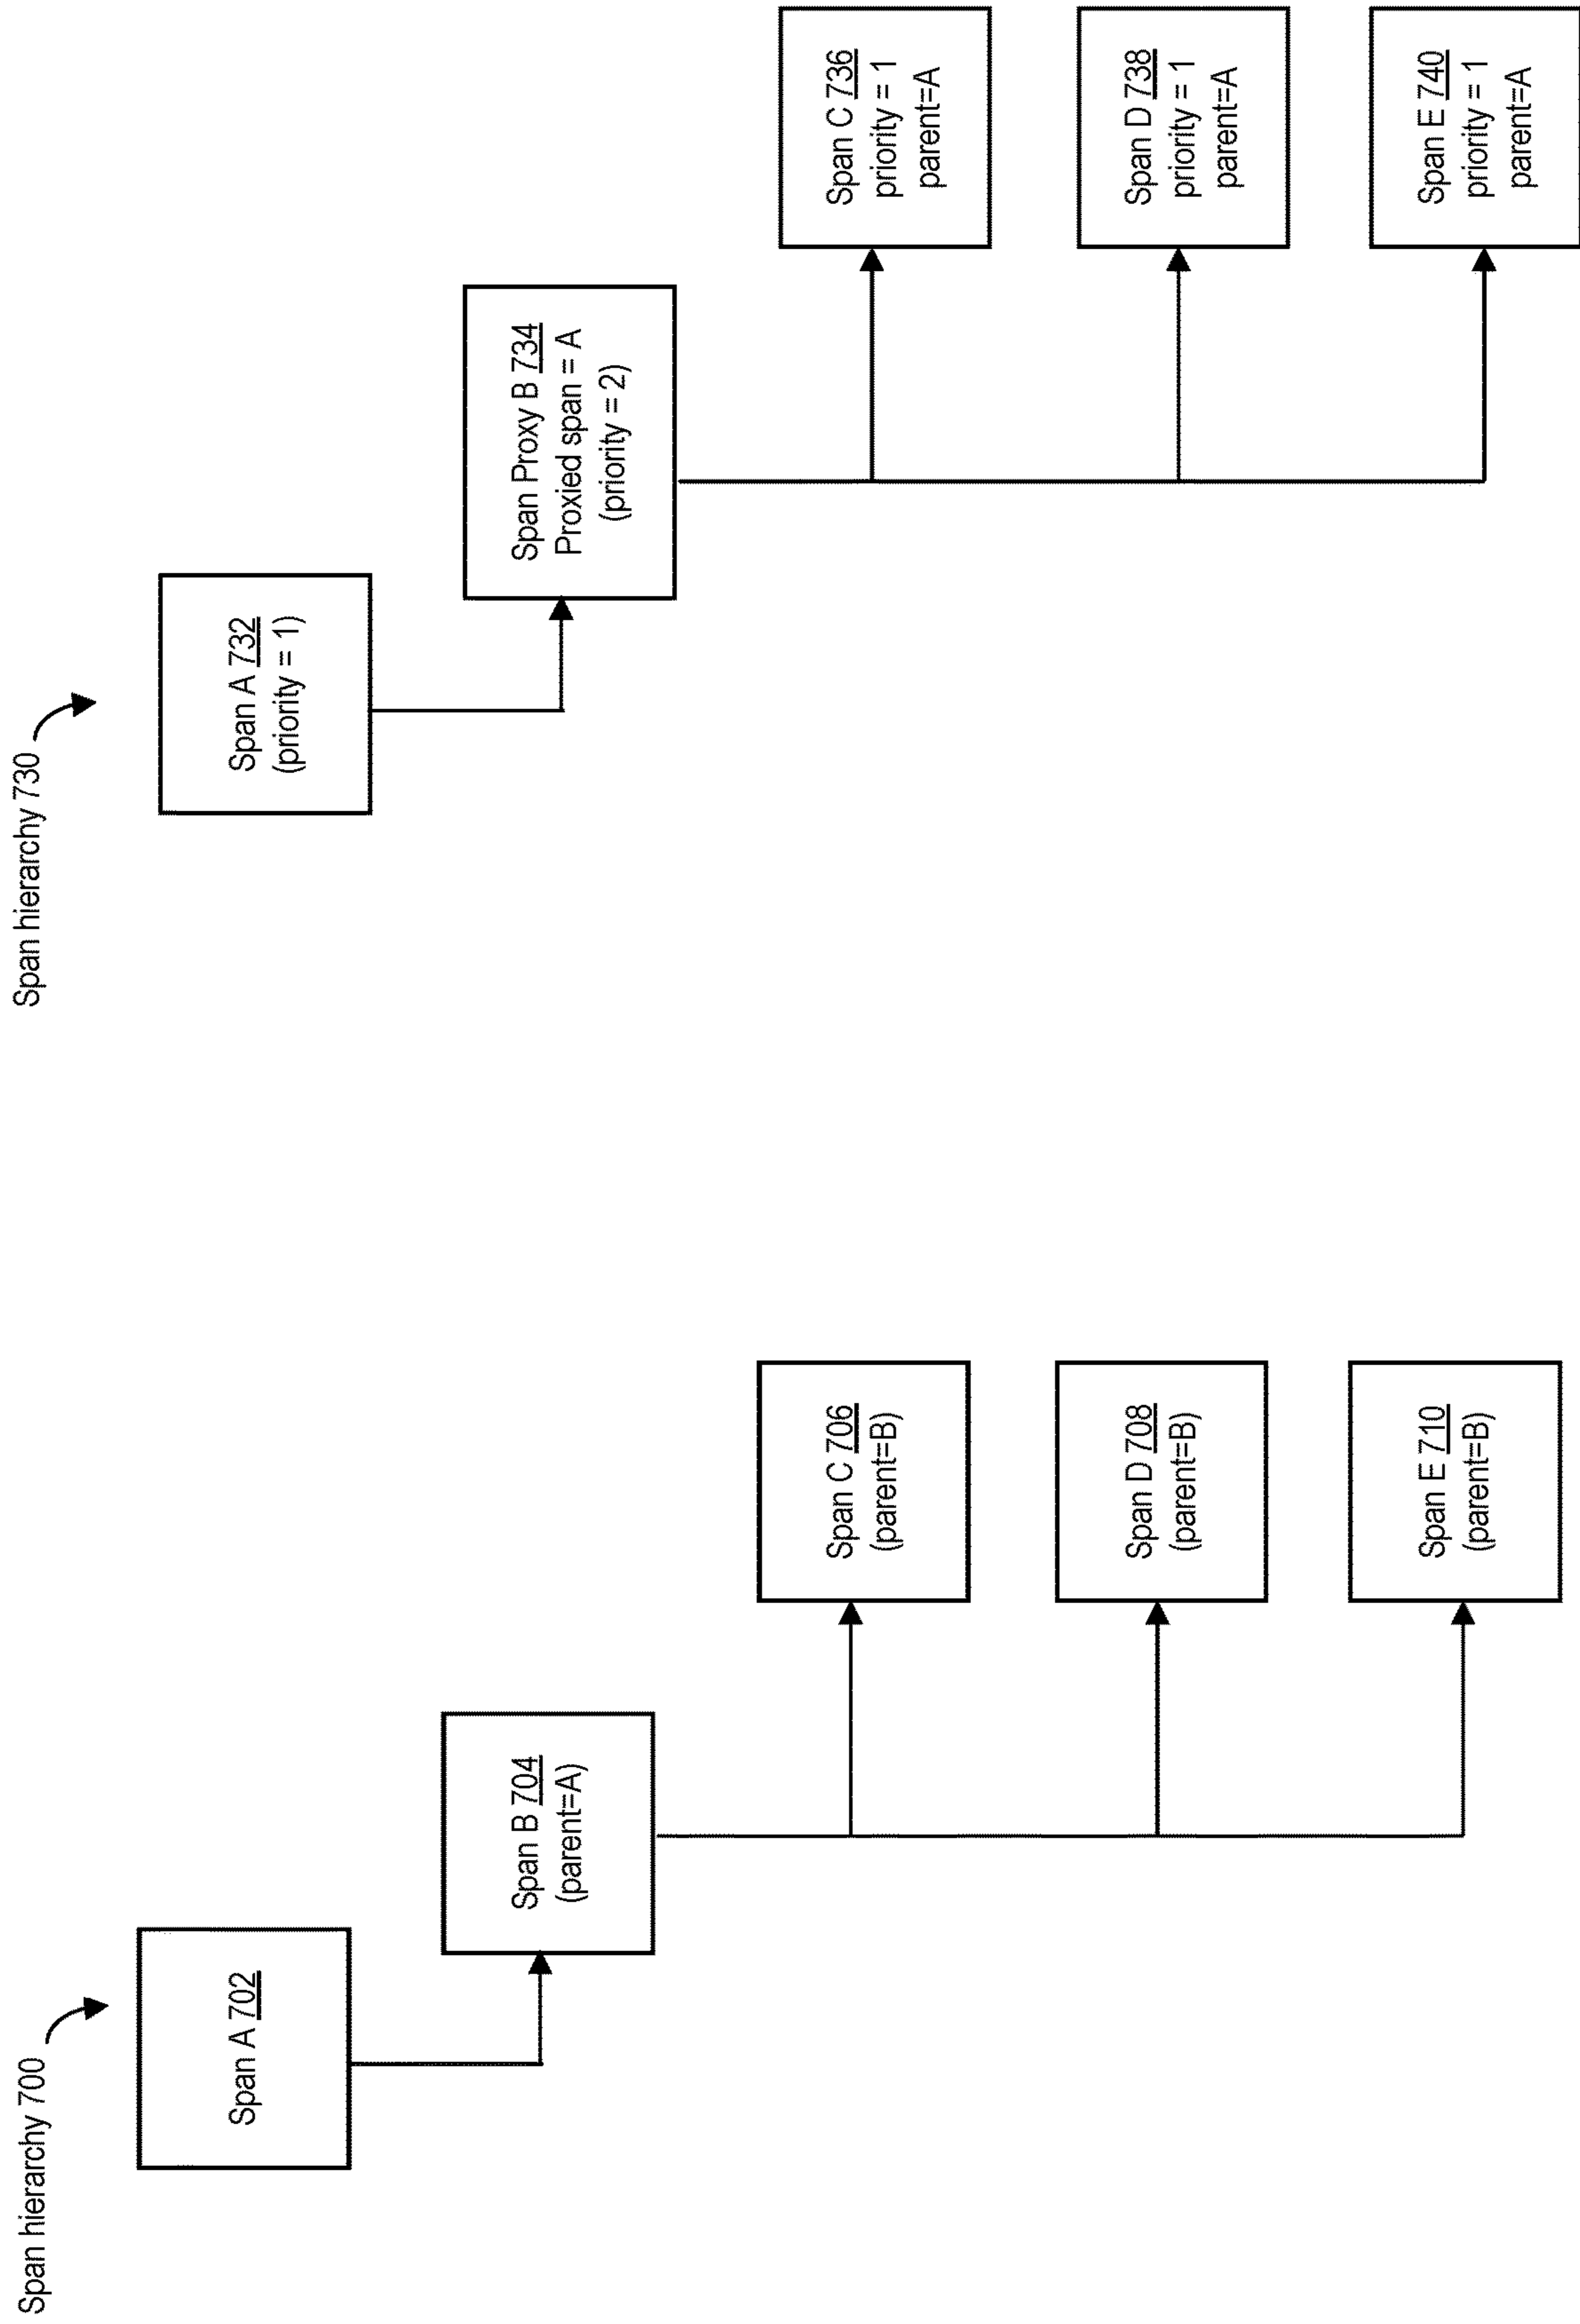 Span hierarchy 700
Span A 702
Span B 704
(parent=A)
Span C 706
(parent=B)
Span D 708
(parent=B)
Span E 710
(parent=B)
Span hierarchy 730
Span A 732
(priority = 1)
Span Proxy B 734
Proxied span = A
(priority = 2)
Span C 736
priority = 1
parent=A
Span D 738
priority = 1
parent=A
Span E 740
priority = 1
parent=A